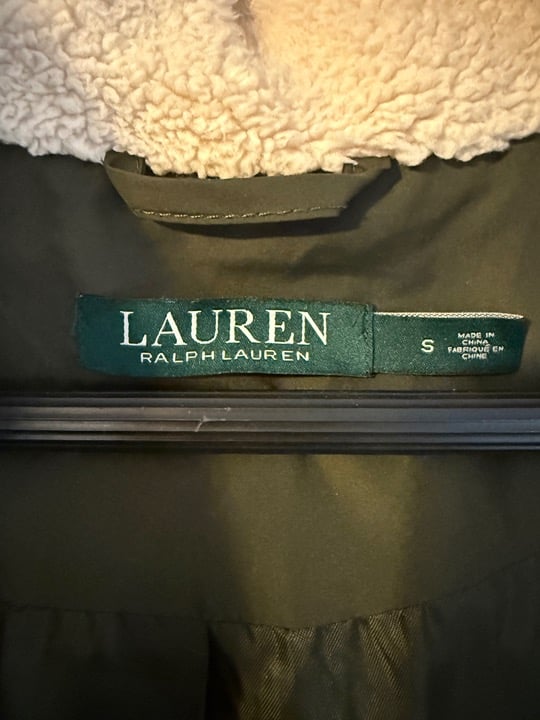 LAUREN
RALPH LAUREN
S
MADE IN
CHINA
FABRIQUÉ EN
CHINE